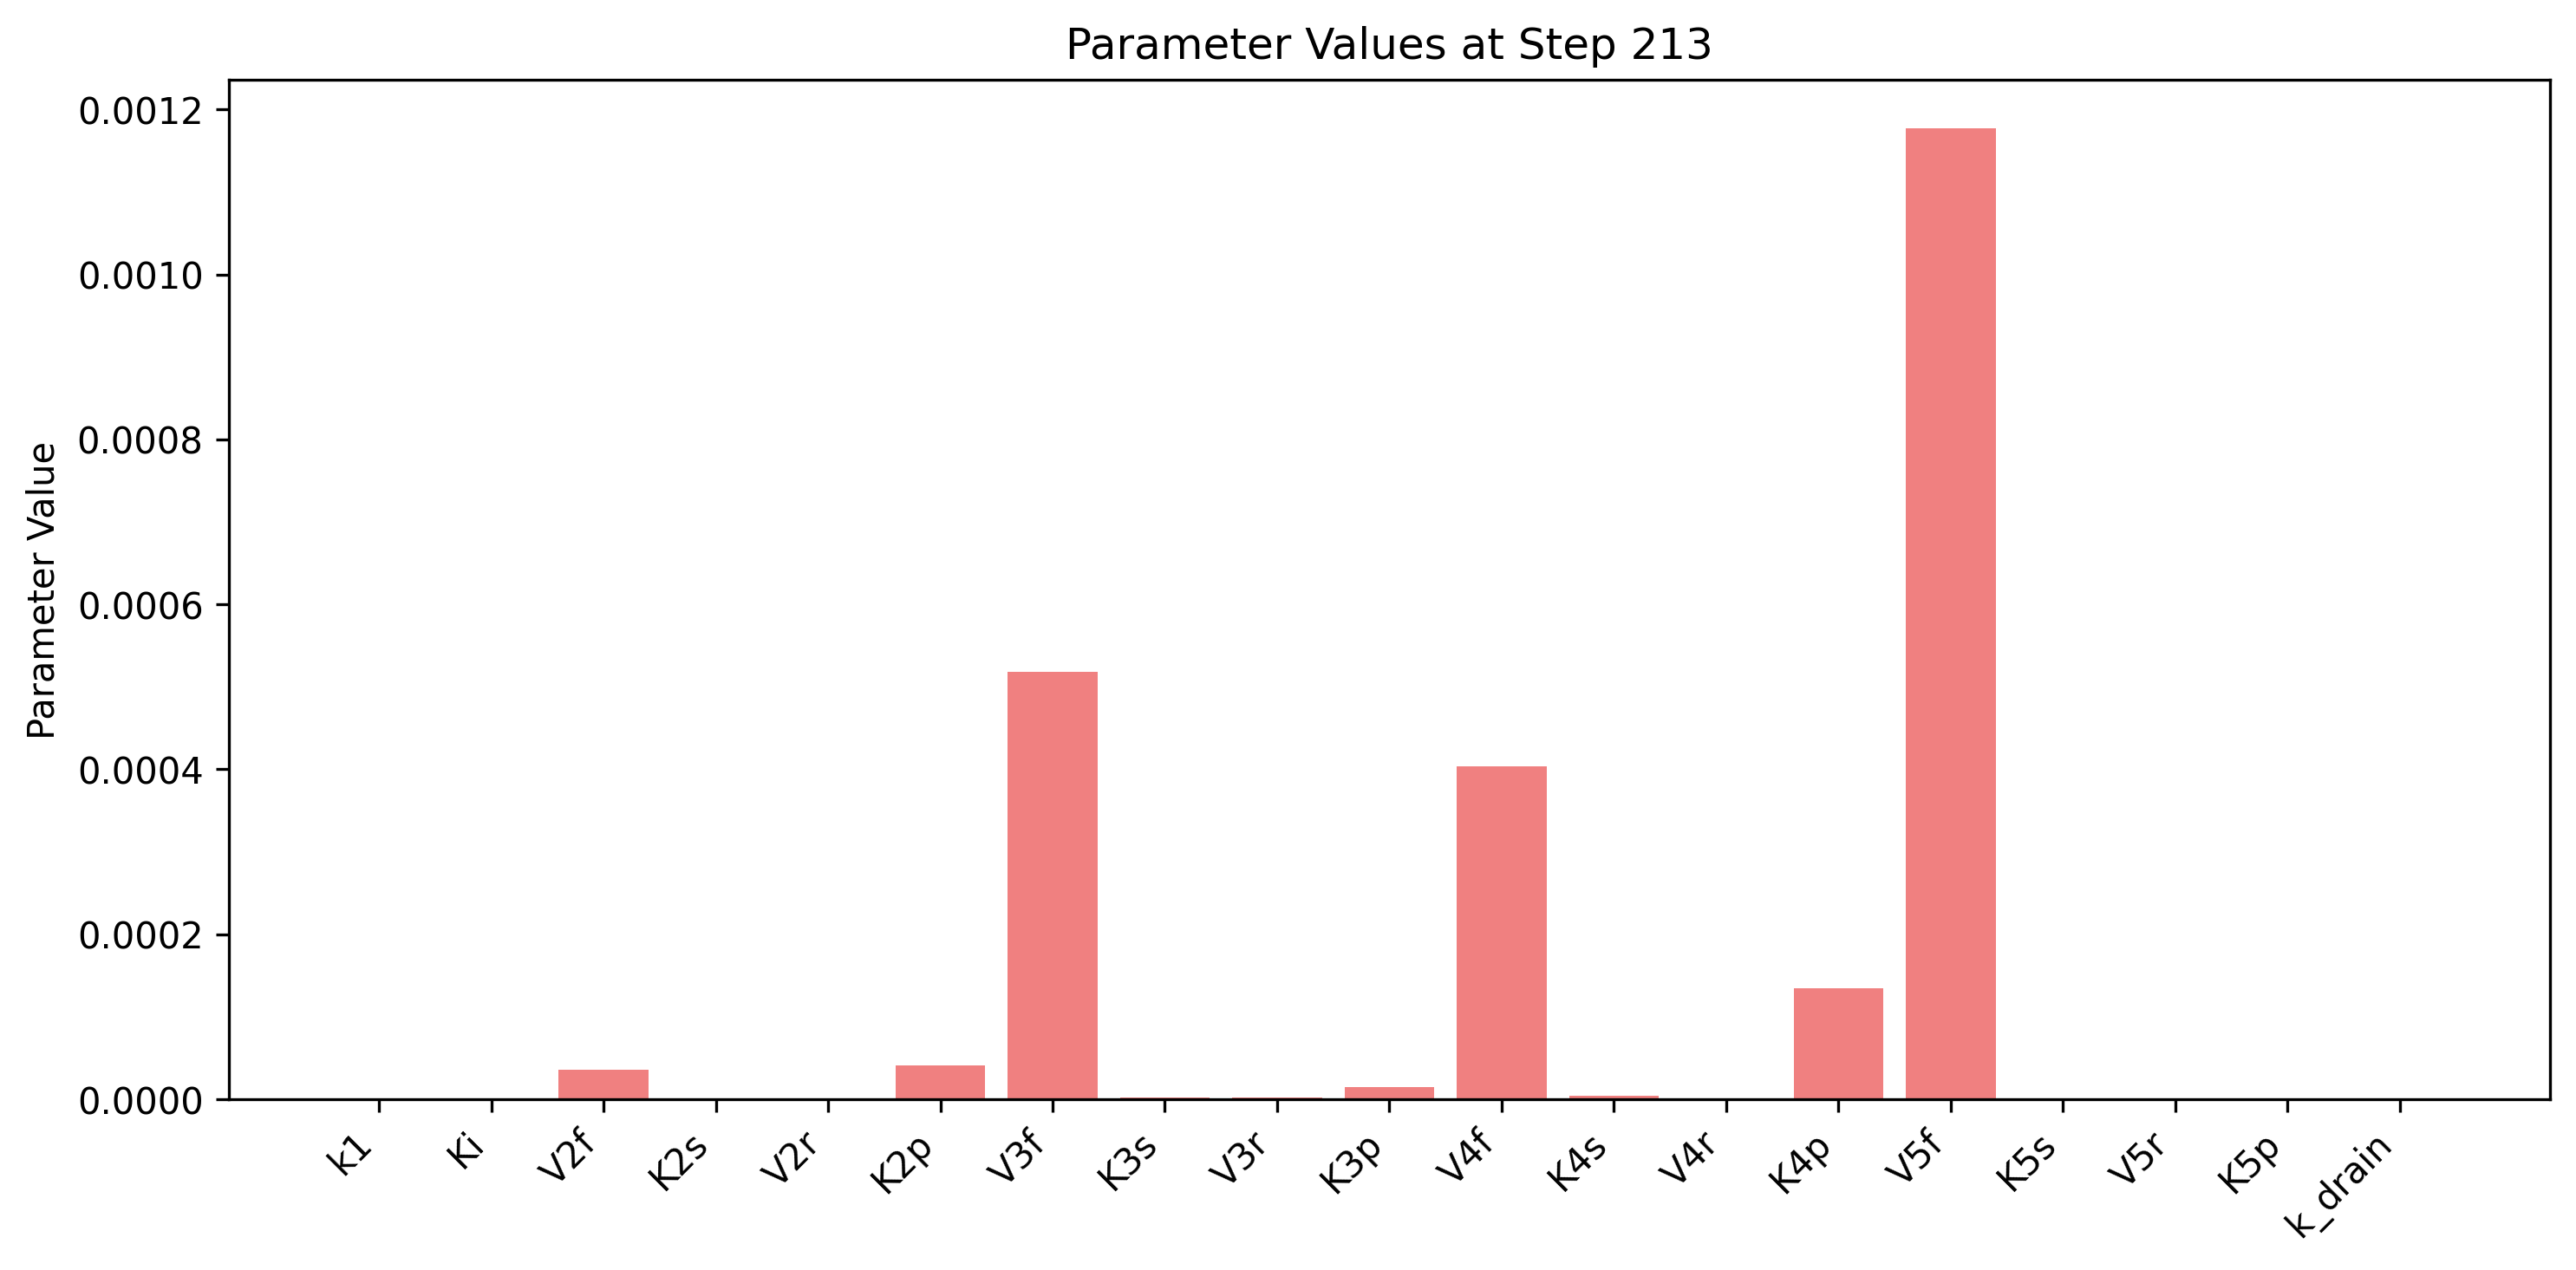 Parameter Values at Step 213
Parameter Value
0.0012
0.0010
0.0008
0.0006
0.0004
0.0002
0.0000
k1
Ki
V2f
K2s
V2r
K2p
V3f
K3s
V3r
K3p
V4f
K4s
V4r
K4p
V5f
K5s
V5r
K5p
k_drain